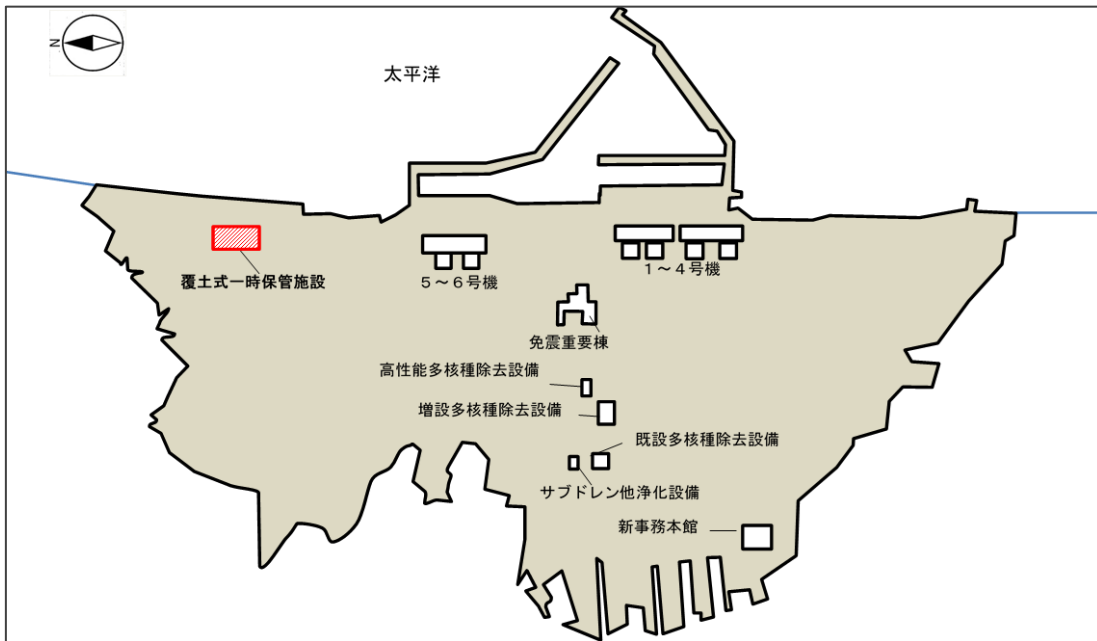 N
太平洋
覆土式一時保管施設
5~6号機
1~4号機
免震重要棟
高性能多核種除去設備
増設多核種除去設備
既設多核種除去設備
サブドレン他浄化設備
新事務本館